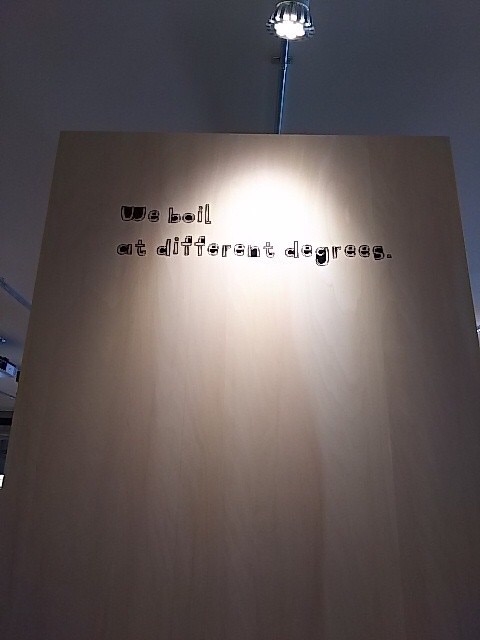 We boil
at different degrees.